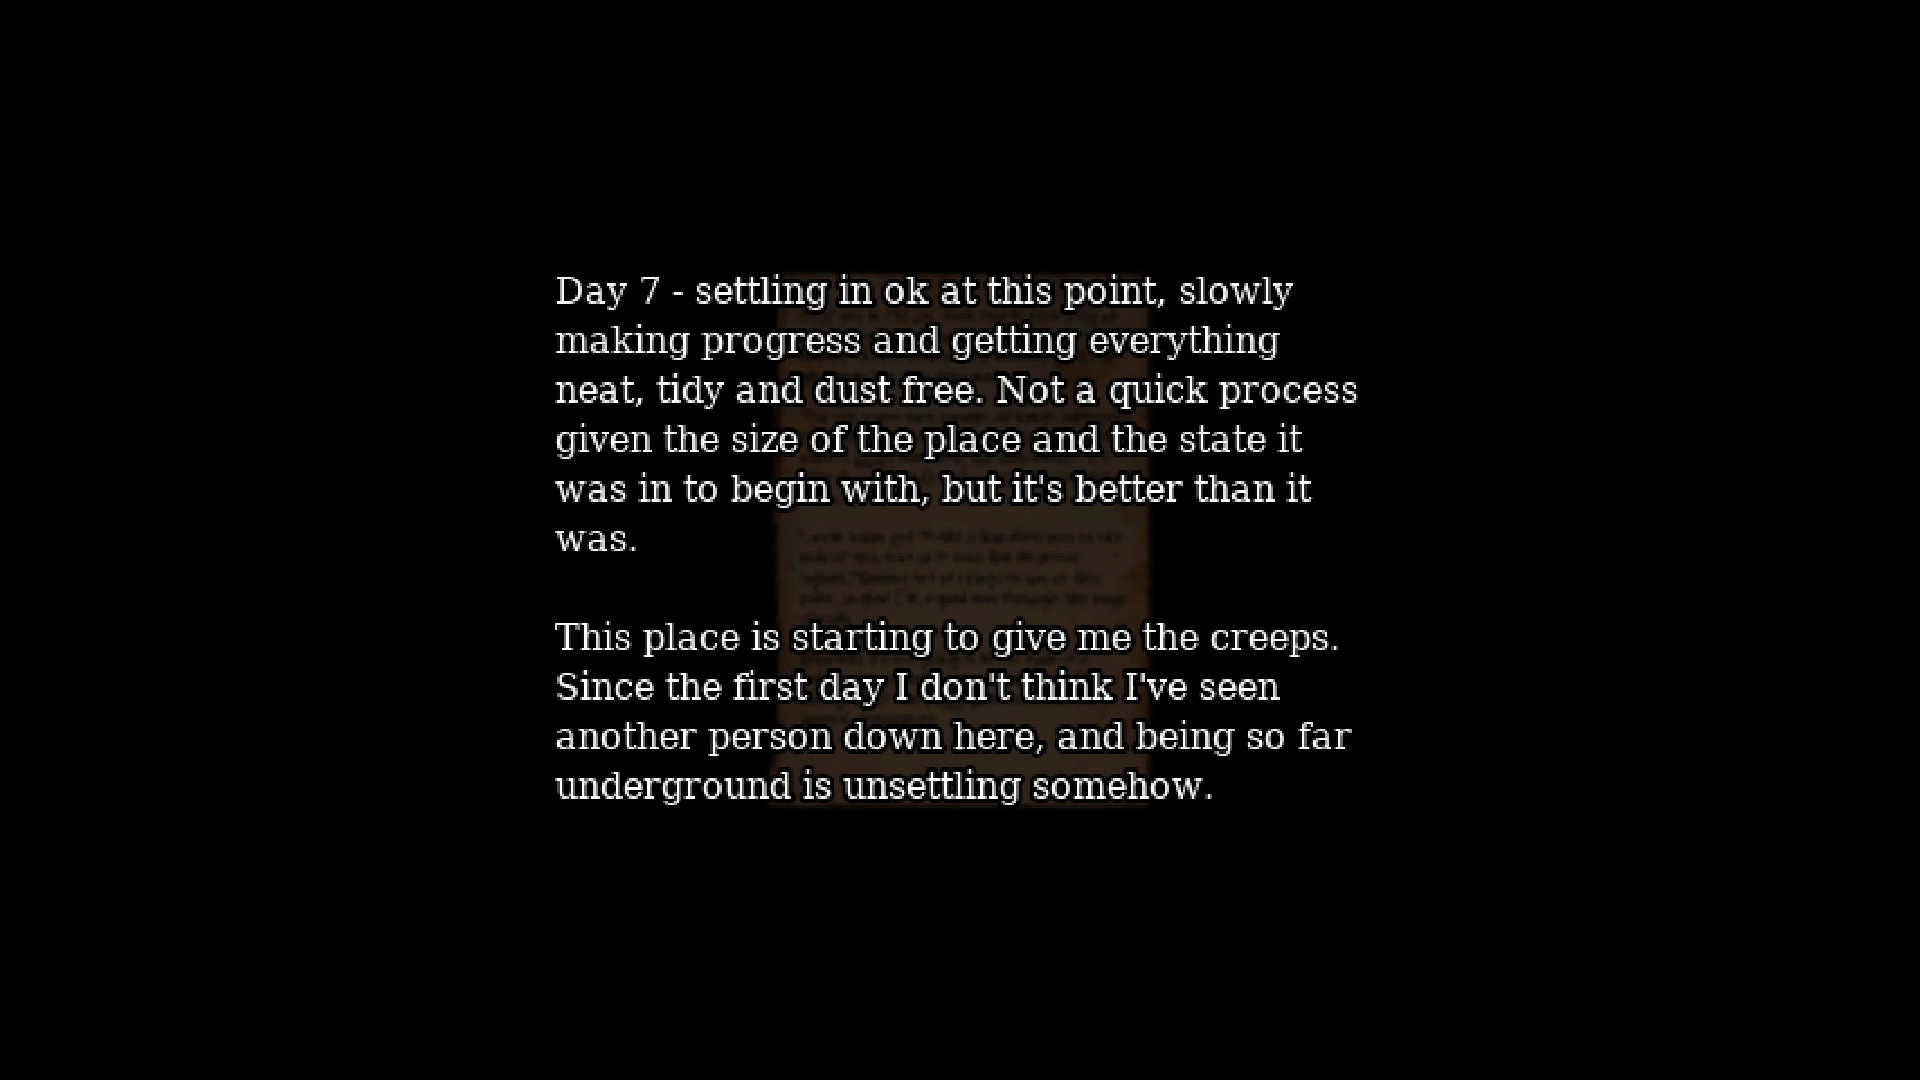 Day 7 - settling in ok at this point, slowly
making progress and getting everything
neat, tidy and dust free. Not a quick process
given the size of the place and the state it
was in to begin with, but it's better than it
was.
This place is starting to give me the creeps.
Since the first day I don't think I've seen
another person down here, and being so far
underground is unsettling somehow.